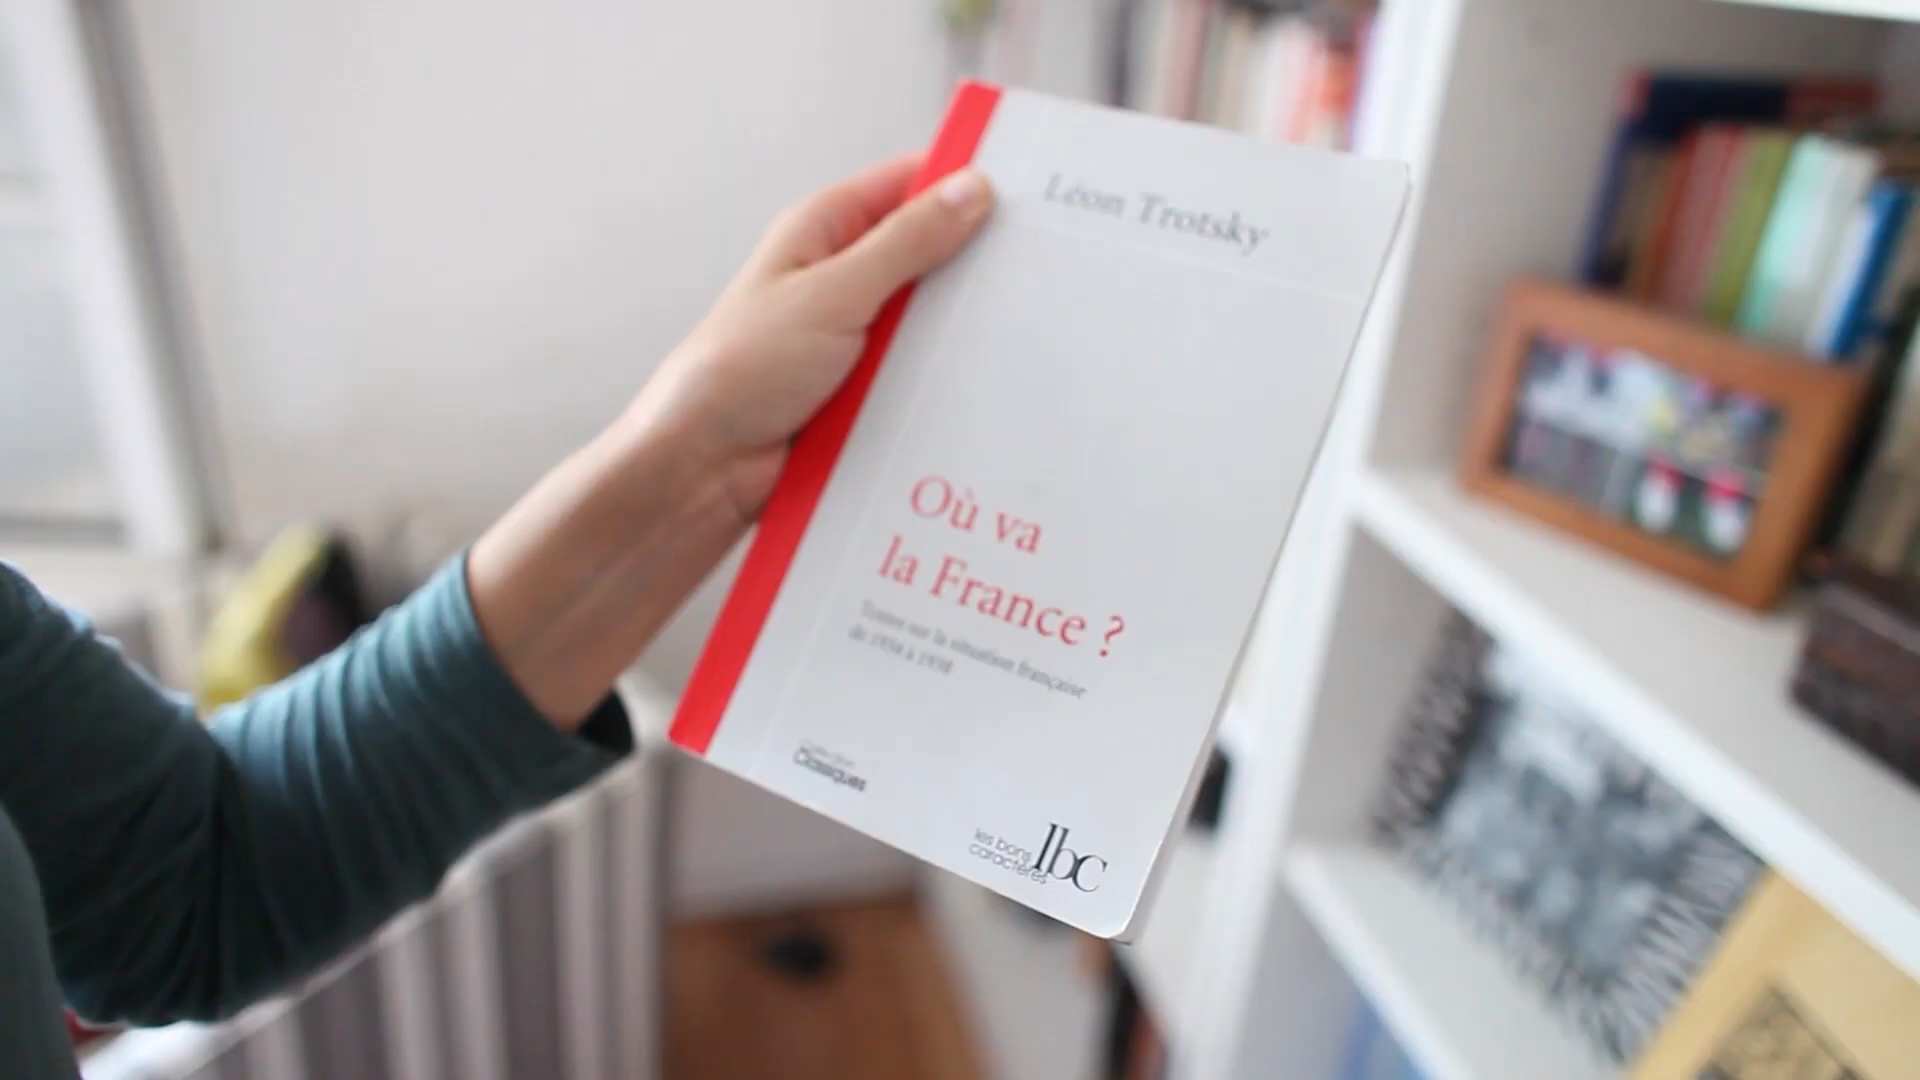 Léon Trotsky
Où va
la France ?
Textes sur la situation française
de 1934 à 1938
Classiques
les bons
caractères
lbc